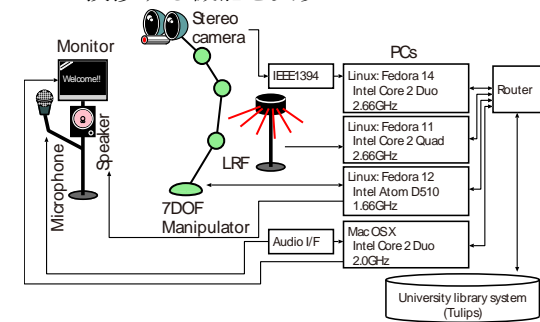 Stereo
camera
Monitor
Welcome!!
Microphone
Speaker
LRF
7DOF
Manipulator
IEEE1394
Audio I/F
PCs
Linux: Fedora 14
Intel Core 2 Duo
2.66GHz
Linux: Fedora 11
Intel Core 2 Quad
2.66GHz
Linux: Fedora 12
Intel Atom D510
1.66GHz
Mac OSX
Intel Core 2 Duo
2.0GHz
Router
University library system
(Tulips)